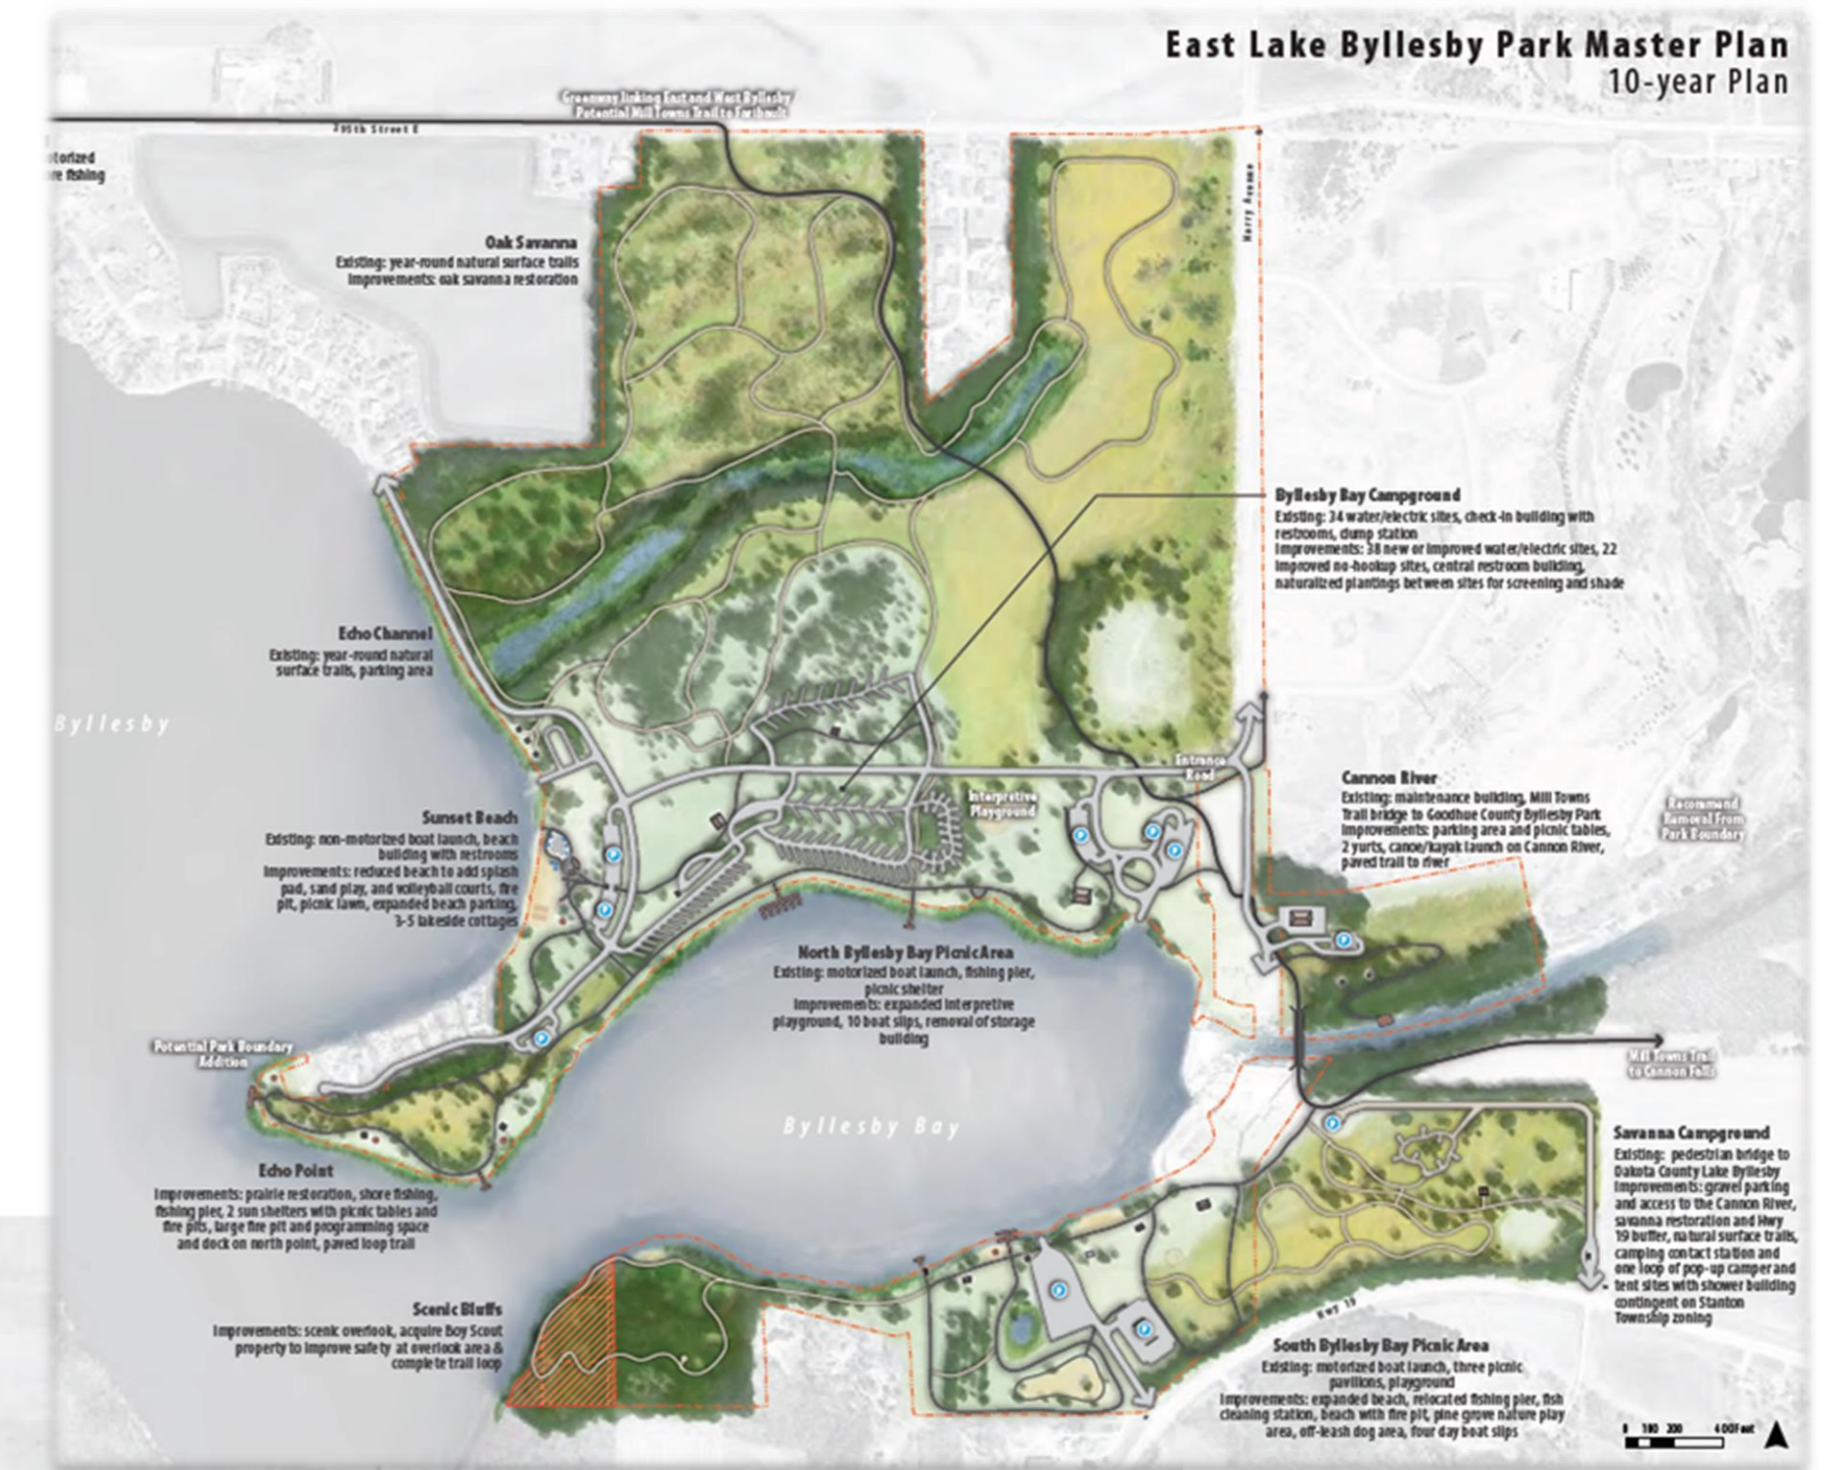 East Lake Byllesby Park Master Plan
10-year Plan
Greenway linking East and West Byllesby/
Potential Mill Towns Trail to Faribault
295th Street E
otorized
re fishing
Harry Avenue
Oak Savanna
Existing: year-round natural surface trails
Improvements: oak savanna restoration
Byllesby Bay Campground
Existing: 34 water/electric sites, check-in building with
restrooms, dump station
Improvements: 38 new or improved water/electric sites, 22
improved no-hookup sites, central restroom building,
naturalized plantings between sites for screening and shade
Echo Channel
Existing: year-round natural
surface trails, parking area
Byllesby
Entrance
Road
Interpretive
Playground
Cannon River
Existing: maintenance building, Mill Towns
Trail bridge to Goodhue County Byllesby Park
Improvements: parking area and picnic tables,
2 yurts, canoe/kayak launch on Cannon River,
paved trail to river
Recommend
Removal From
Park Boundary
Sunset Beach
Existing: non-motorized boat launch, beach
building with restrooms
Improvements: reduced beach to add splash
pad, sand play, and volleyball courts, fire
pit, picnic lawn, expanded beach parking,
3-5 lakeside cottages
P
P
P
P
P
P
P
North Byllesby Bay Picnic Area
Existing: motorized boat launch, fishing pier,
picnic shelter
Improvements: expanded interpretive
playground, 10 boat slips, removal of storage
building
Potential Park Boundary
Addition
Mill Towns Trail
to Cannon Falls
Byllesby Bay
P
Echo Point
Improvements: prairie restoration, shore fishing,
fishing pier, 2 sun shelters with picnic tables and
fire pits, large fire pit and programming space
and dock on north point, paved loop trail
Savanna Campground
Existing: pedestrian bridge to
Dakota County Lake Byllesby
Improvements: gravel parking
and access to the Cannon River,
savanna restoration and Hwy
19 buffer, natural surface trails,
camping contact station and
one loop of pop-up camper and
tent sites with shower building
contingent on Stanton
Township zoning
P
P
Hwy 19
Scenic Bluffs
Improvements: scenic overlook, acquire Boy Scout
property to improve safety at overlook area &
complete trail loop
South Byllesby Bay Picnic Area
Existing: motorized boat launch, three picnic
pavilions, playground
Improvements: expanded beach, relocated fishing pier, fish
cleaning station, beach with fire pit, pine grove nature play
area, off-leash dog area, four day boat slips
0 100 200 400 Feet